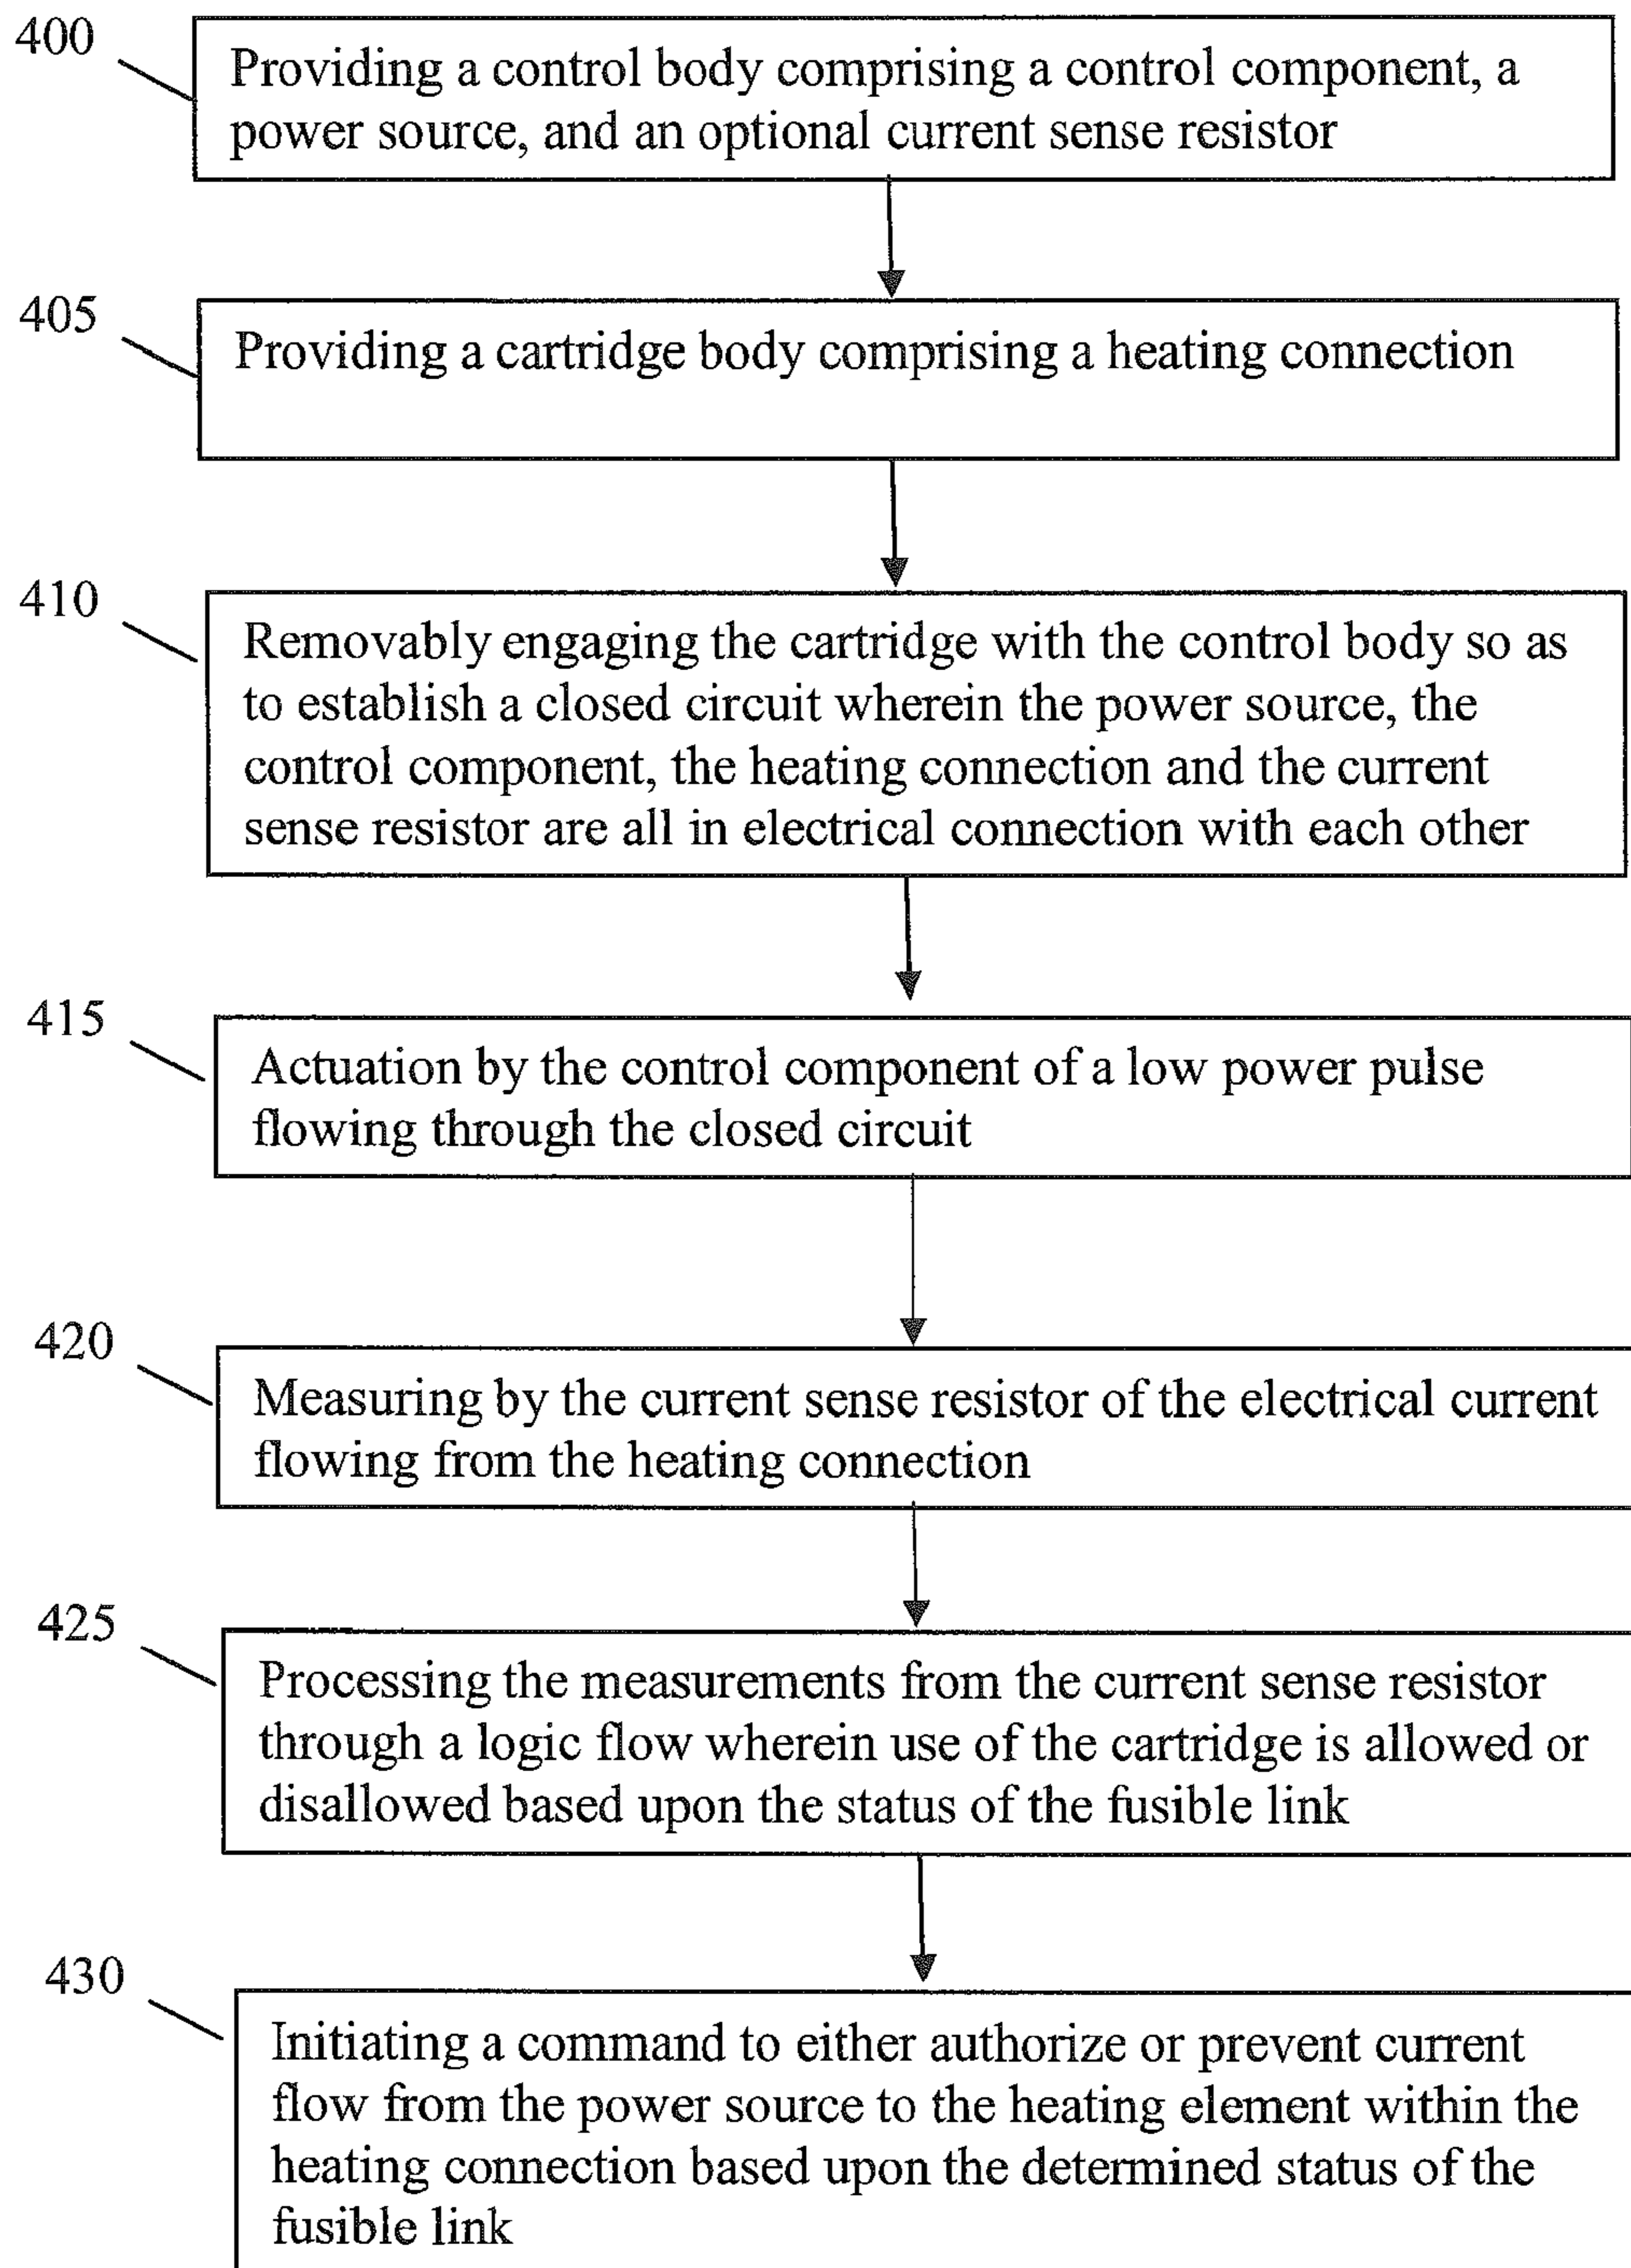 400
Providing a control body comprising a control component, a
power source, and an optional current sense resistor
405
Providing a cartridge body comprising a heating connection
410
Removably engaging the cartridge with the control body so as
to establish a closed circuit wherein the power source, the
control component, the heating connection and the current
sense resistor are all in electrical connection with each other
415
Actuation by the control component of a low power pulse
flowing through the closed circuit
420
Measuring by the current sense resistor of the electrical current
flowing from the heating connection
425
Processing the measurements from the current sense resistor
through a logic flow wherein use of the cartridge is allowed or
disallowed based upon the status of the fusible link
430
Initiating a command to either authorize or prevent current
flow from the power source to the heating element within the
heating connection based upon the determined status of the
fusible link